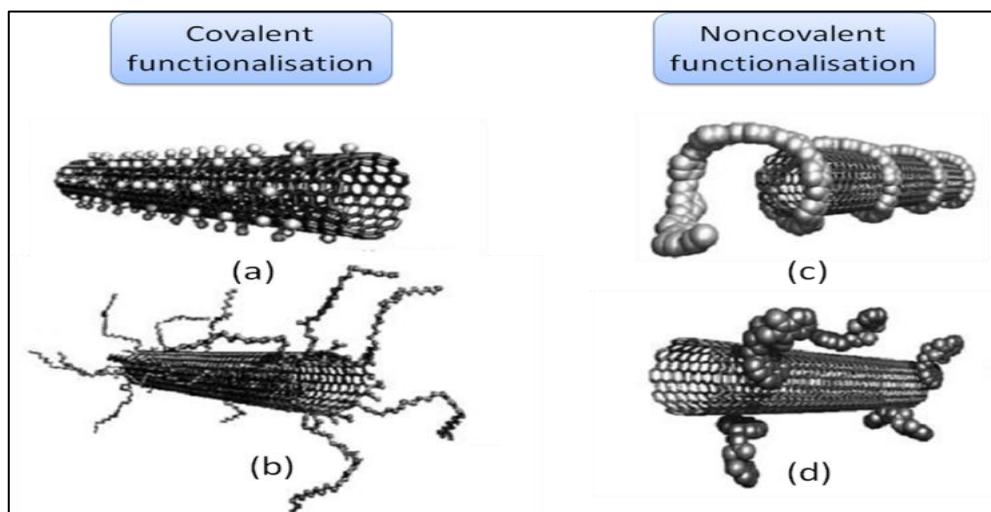 Covalent
functionalisation
Noncovalent
functionalisation
(a)
(c)
(b)
(d)